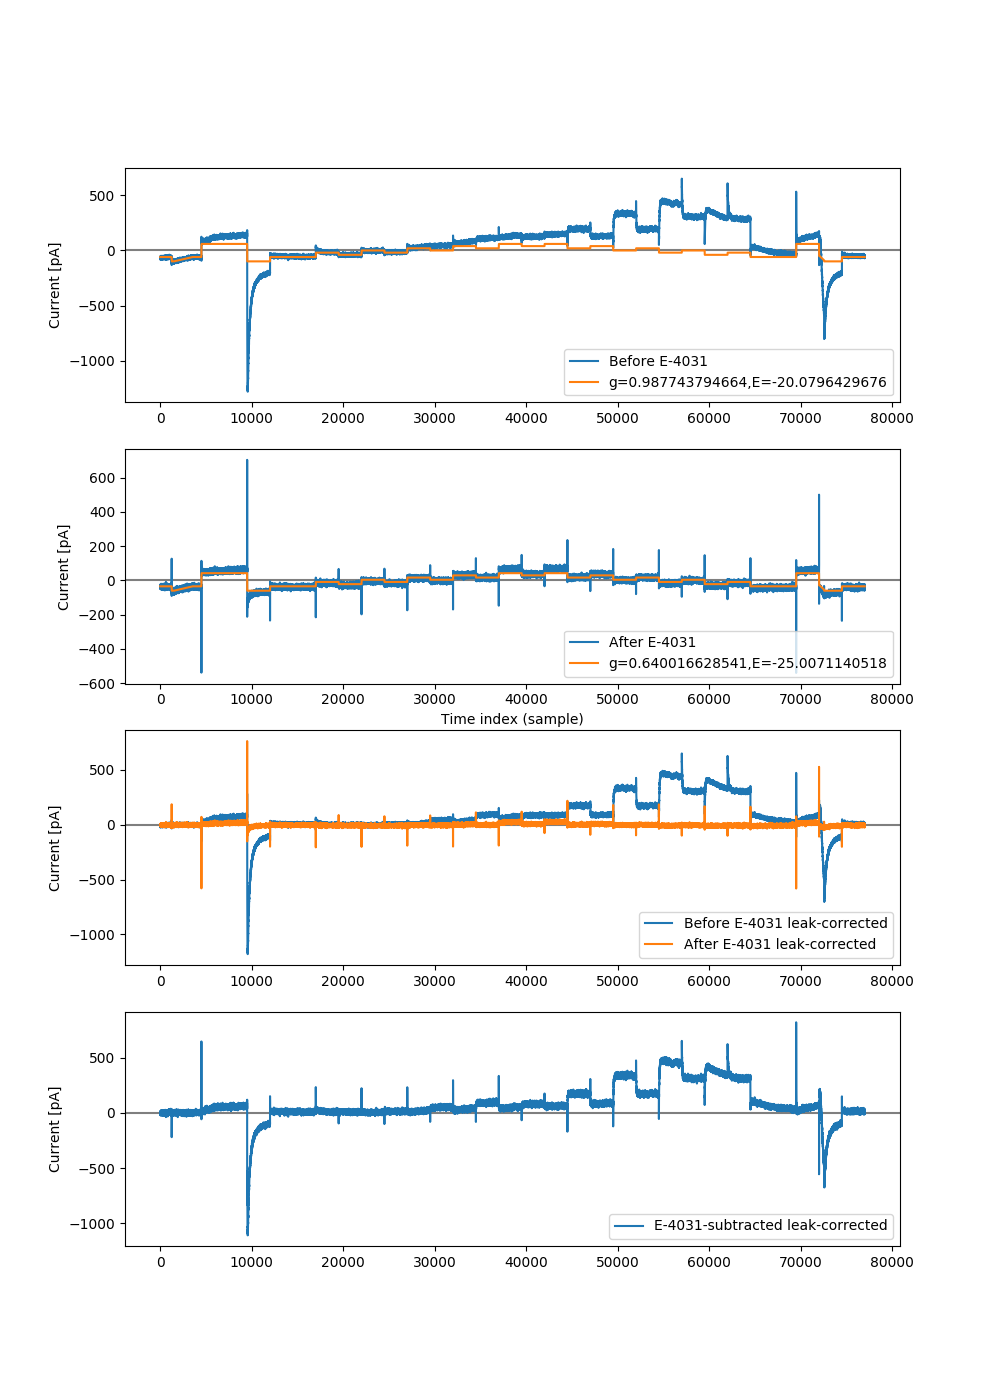 500
0
−500
−1000
Current [pA]
Before E-4031
g=0.987743794664,E=-20.0796429676
0 10000 20000 30000 40000 50000 60000 70000 80000
600
400
200
0
−200
−400
−600
Current [pA]
After E-4031
g=0.640016628541,E=-25.0071140518
0 10000 20000 30000 40000 50000 60000 70000 80000
Time index (sample)
500
0
−500
−1000
Current [pA]
Before E-4031 leak-corrected
After E-4031 leak-corrected
0 10000 20000 30000 40000 50000 60000 70000 80000
500
0
−500
−1000
Current [pA]
E-4031-subtracted leak-corrected
0 10000 20000 30000 40000 50000 60000 70000 80000